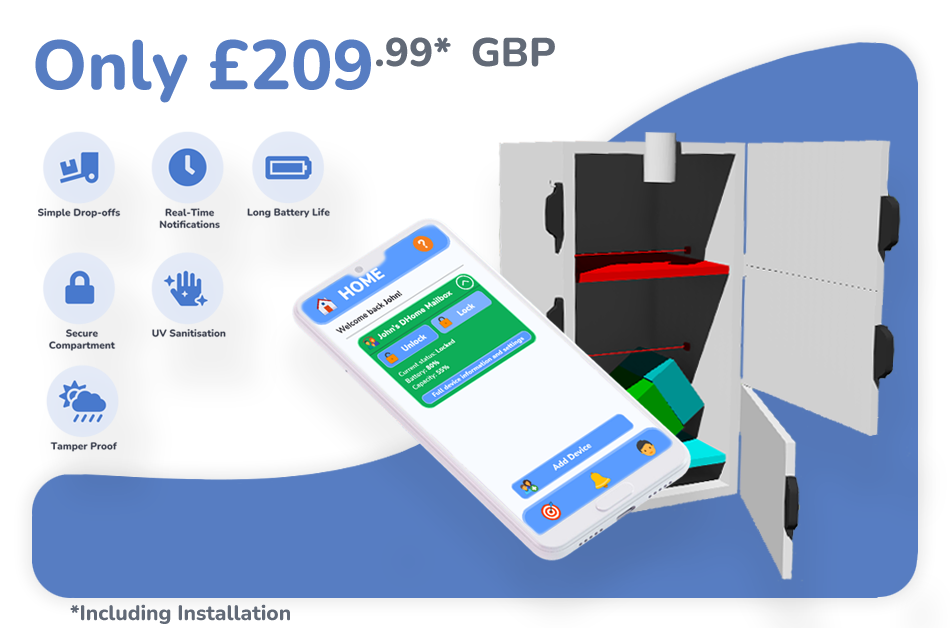 Only £209.99* GBP
Simple Drop-offs
Real-Time
Notifications
Long Battery Life
Secure
Compartment
UV Sanitisation
Tamper Proof
?
HOME
Welcome back John!
John's DHome Mailbox
Unlock
Lock
Current status: Locked
Battery: 80%
Capacity: 55%
Full device information and settings
Add Device
*Including Installation